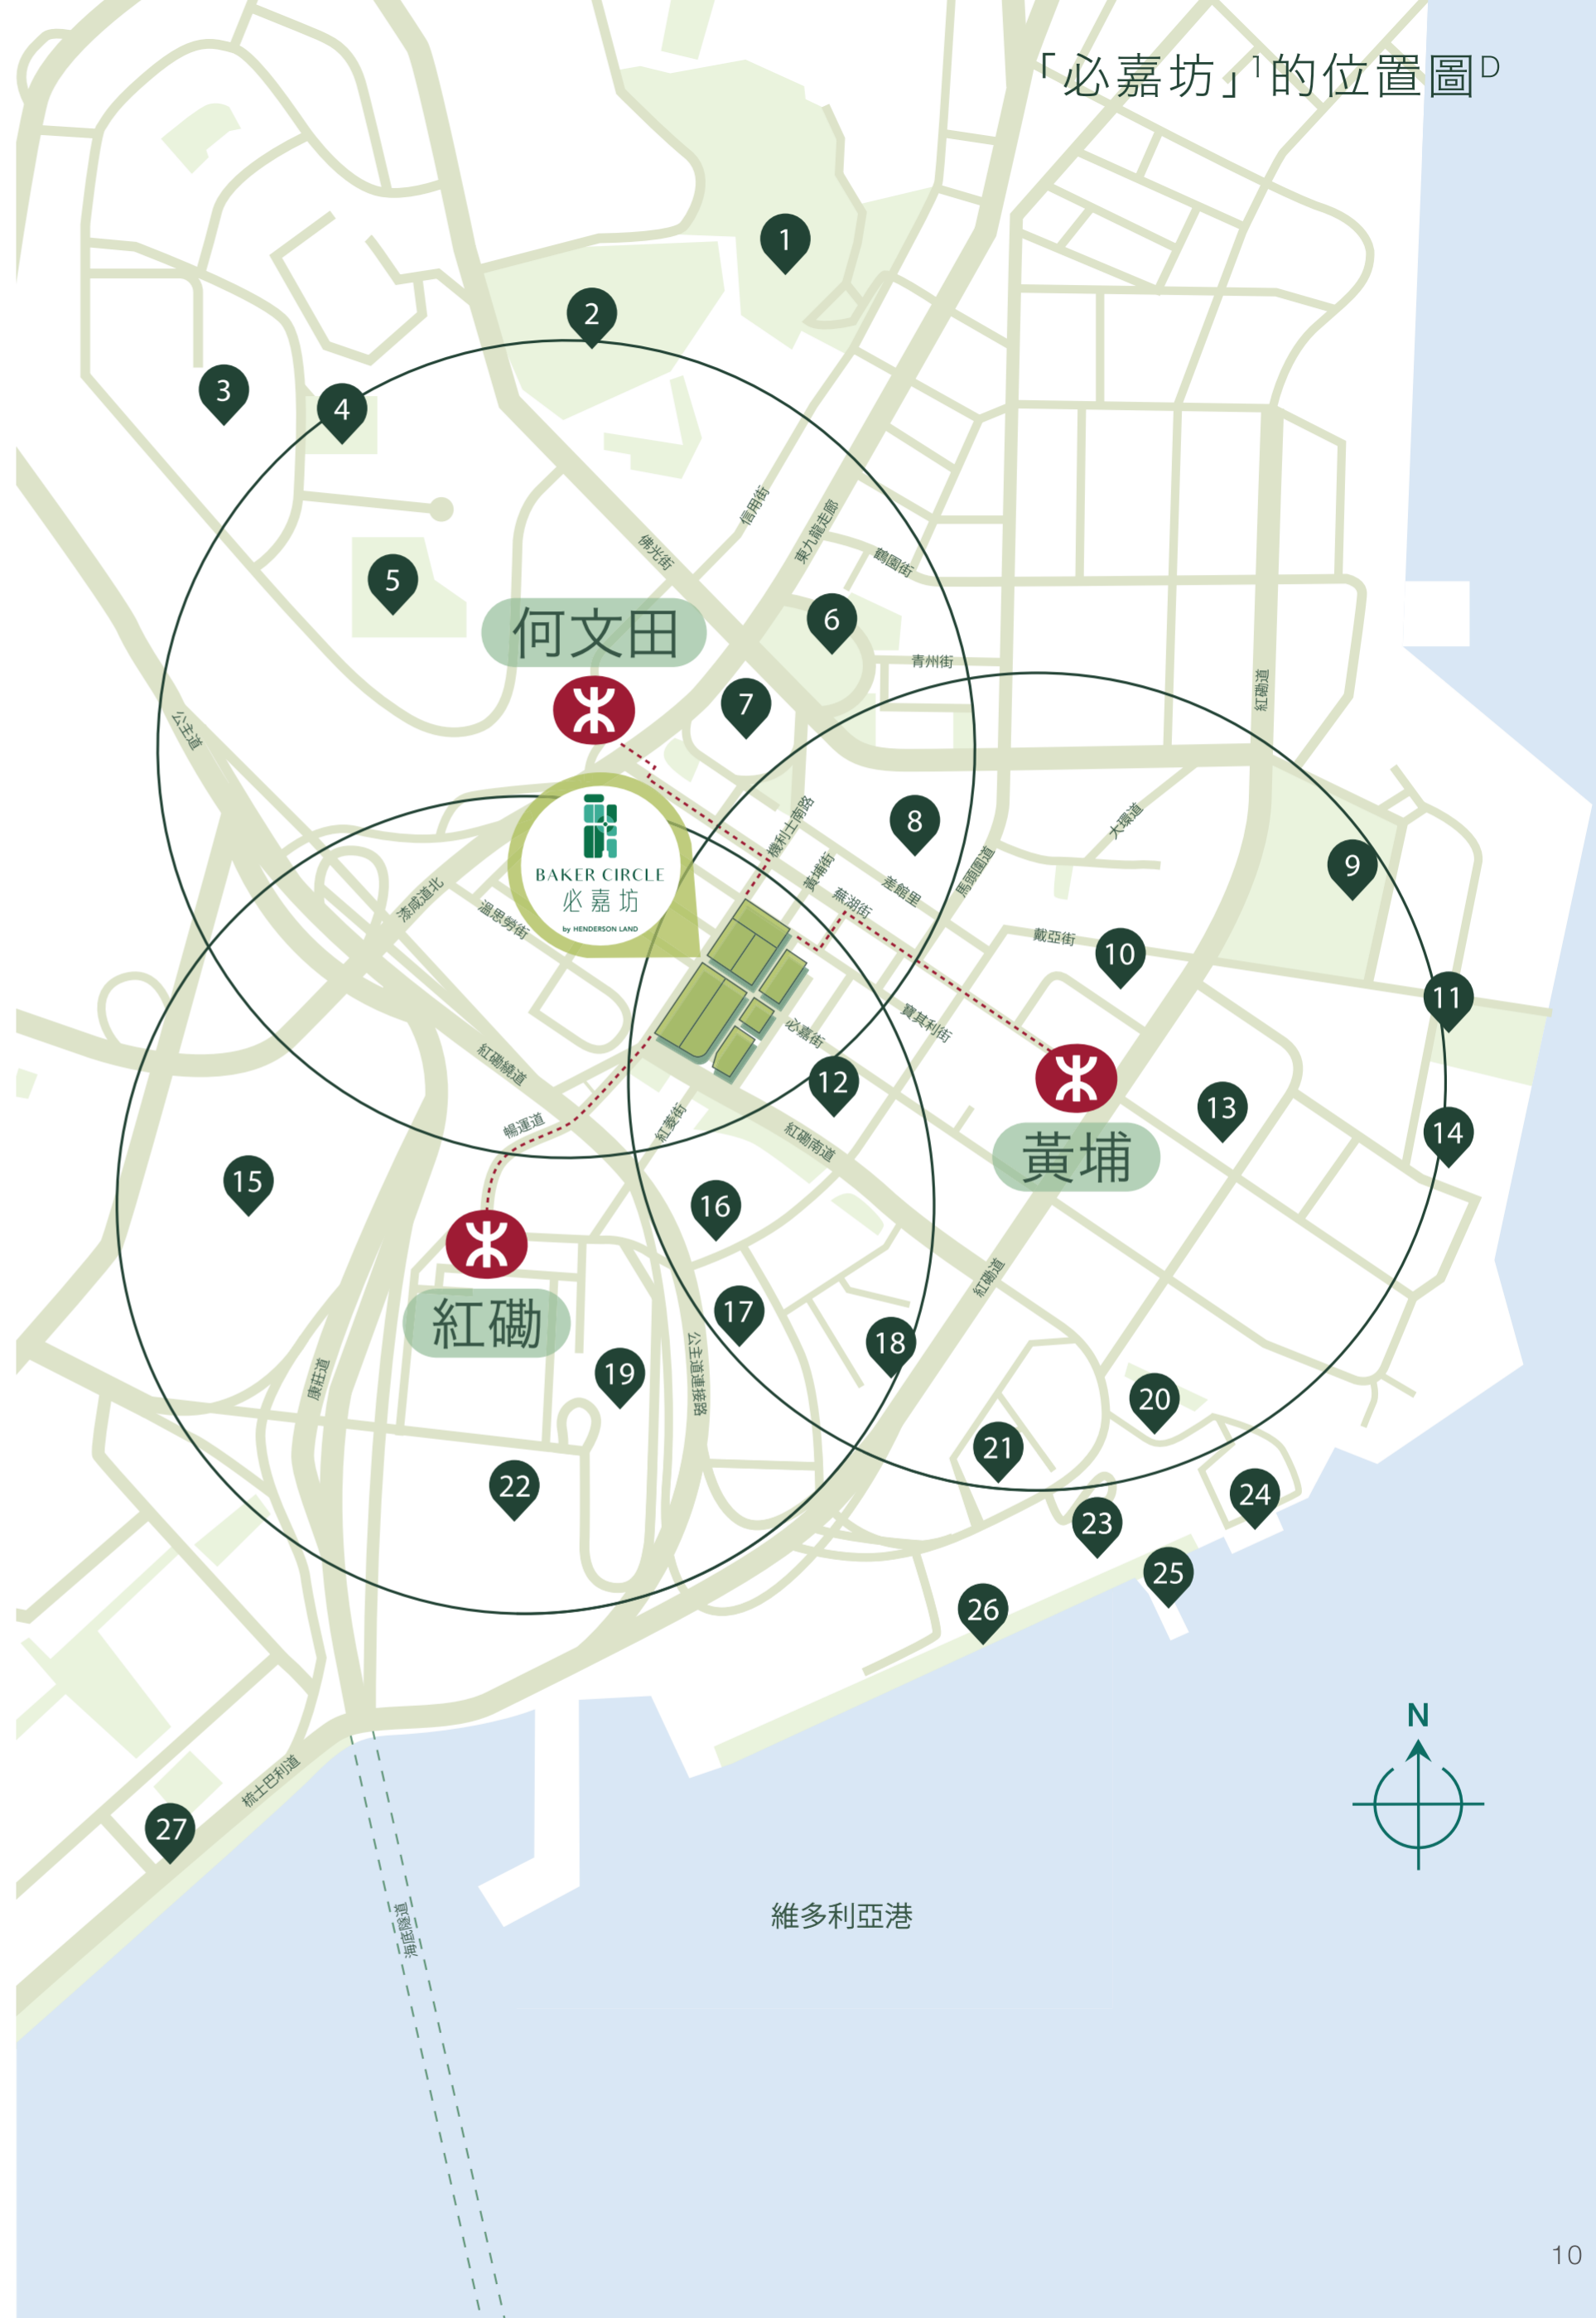 「必嘉坊」¹的位置圖ᴰ
1
2
3
4
信用街
東九龍走廊
佛光街
鶴園街
5
6
何文田
青州街
紅磡道
7
公主道
機利士南路
8
大環道
BAKER CIRCLE
必嘉坊
by HENDERSON LAND
黃埔街
馬頭圍道
9
差館里
蕪湖街
漆咸道北
溫思勞街
戴亞街
10
11
寶其利街
必嘉街
紅磡繞道
12
13
紅菱街
暢運道
紅磡南道
14
黃埔
15
16
紅磡道
17
紅磡
18
公主道連接路
康莊道
19
20
21
22
24
23
25
26
N
梳士巴利道
27
維多利亞港
海底隧道
10